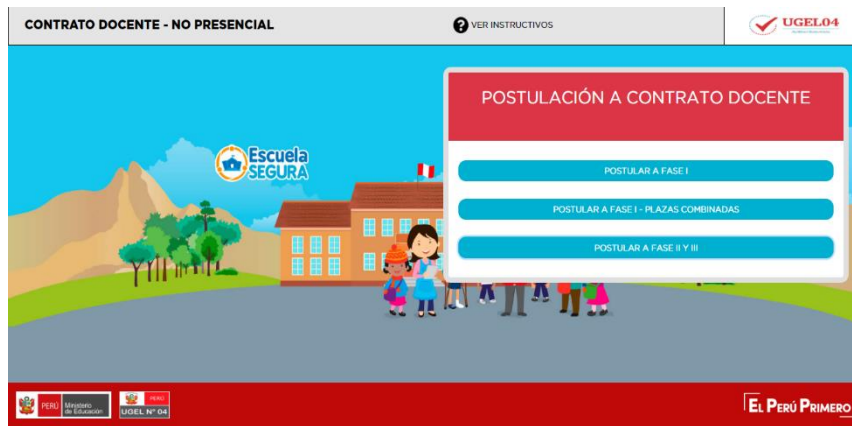 CONTRATO DOCENTE - NO PRESENCIAL
? VER INSTRUCTIVOS
UGEL04
POSTULACIÓN A CONTRATO DOCENTE
Escuela
SEGURA
POSTULAR A FASE I
POSTULAR A FASE I - PLAZAS COMBINADAS
POSTULAR A FASE II Y III
PERÚ
Ministerio
de Educación
PERÚ
UGEL N° 04
EL PERÚ PRIMERO